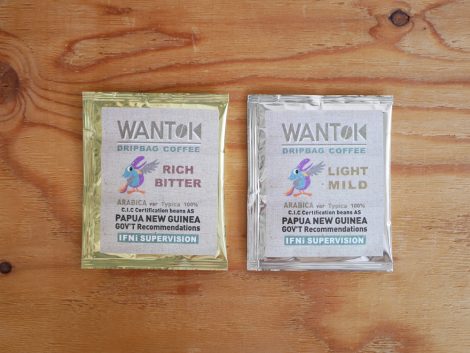 WANTOK
DRIPBAG COFFEE
RICH
BITTER
ARABICA var Typica 100%
C.I.C Certification beans AS
PAPUA NEW GUINEA
GOV'T Recommendations
IFNi SUPERVISION
WANTOK
DRIPBAG COFFEE
LIGHT
MILD
ARABICA var Typica 100%
C.I.C Certification beans AS
PAPUA NEW GUINEA
GOV'T Recommendations
IFNi SUPERVISION